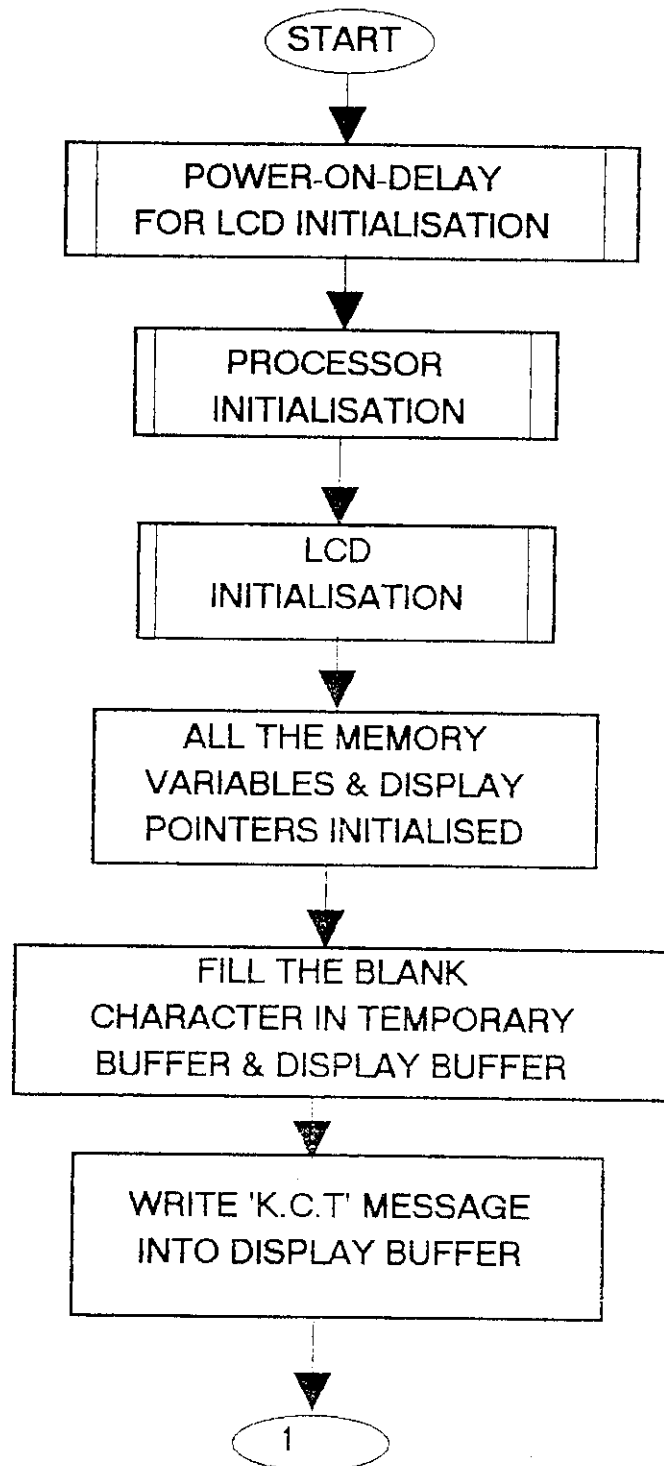 START
POWER-ON-DELAY
FOR LCD INITIALISATION
PROCESSOR
INITIALISATION
LCD
INITIALISATION
ALL THE MEMORY
VARIABLES & DISPLAY
POINTERS INITIALISED
FILL THE BLANK
CHARACTER IN TEMPORARY
BUFFER & DISPLAY BUFFER
WRITE 'K.C.T' MESSAGE
INTO DISPLAY BUFFER
1